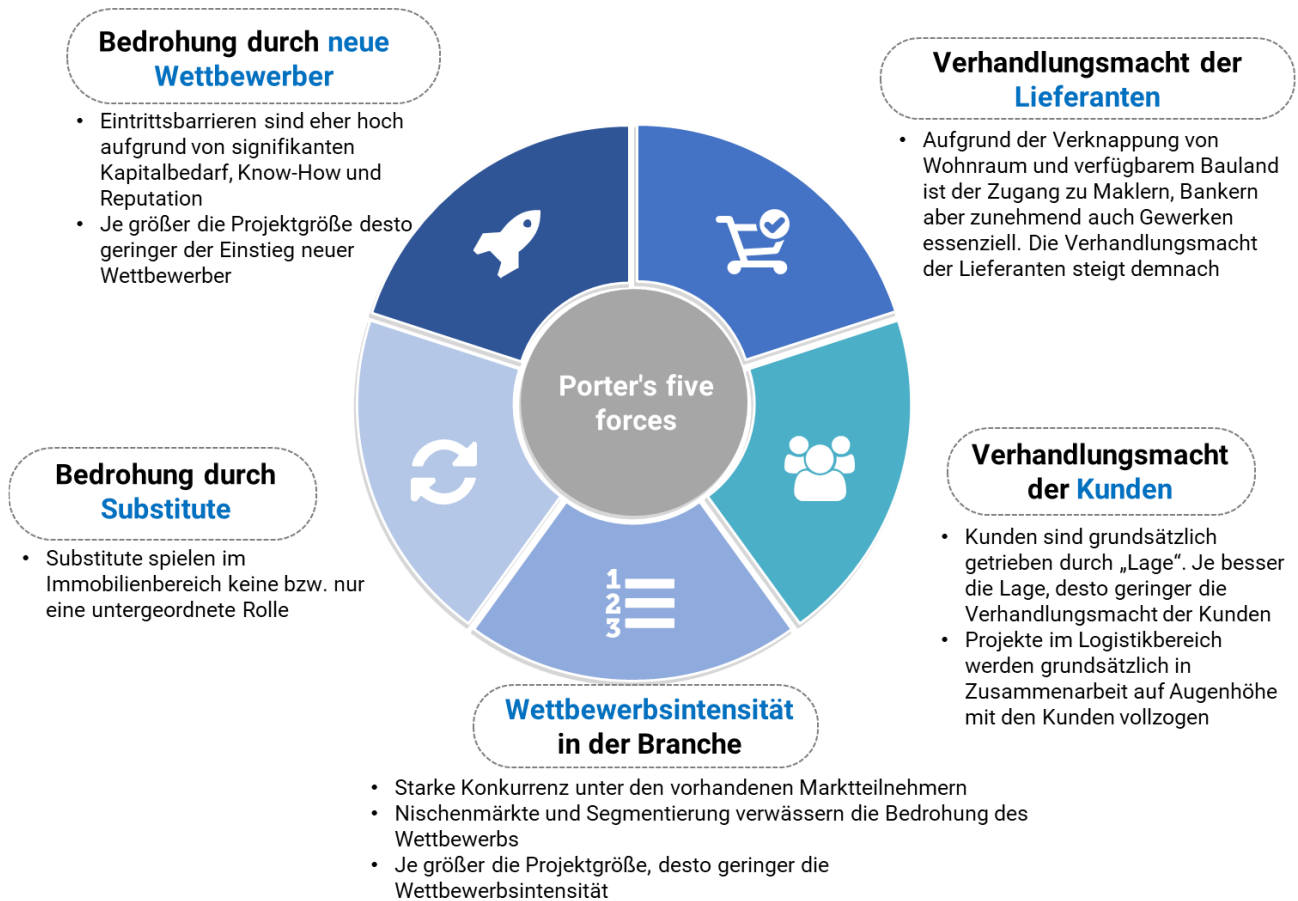 Bedrohung durch neue
Wettbewerber
• Eintrittsbarrieren sind eher hoch
aufgrund von signifikanten
Kapitalbedarf, Know-How und
Reputation
• Je größer die Projektgröße desto
geringer der Einstieg neuer
Wettbewerber
Verhandlungsmacht der
Lieferanten
• Aufgrund der Verknappung von
Wohnraum und verfügbarem Bauland
ist der Zugang zu Maklern, Bankern
aber zunehmend auch Gewerken
essenziell. Die Verhandlungsmacht
der Lieferanten steigt demnach
Porter's five
forces
Bedrohung durch
Substitute
• Substitute spielen im
Immobilienbereich keine bzw. nur
eine untergeordnete Rolle
Verhandlungsmacht
der Kunden
• Kunden sind grundsätzlich
getrieben durch „Lage“. Je besser
die Lage, desto geringer die
Verhandlungsmacht der Kunden
• Projekte im Logistikbereich
werden grundsätzlich in
Zusammenarbeit auf Augenhöhe
mit den Kunden vollzogen
1
2
3
Wettbewerbsintensität
in der Branche
• Starke Konkurrenz unter den vorhandenen Marktteilnehmern
• Nischenmärkte und Segmentierung verwässern die Bedrohung des
Wettbewerbs
• Je größer die Projektgröße, desto geringer die
Wettbewerbsintensität